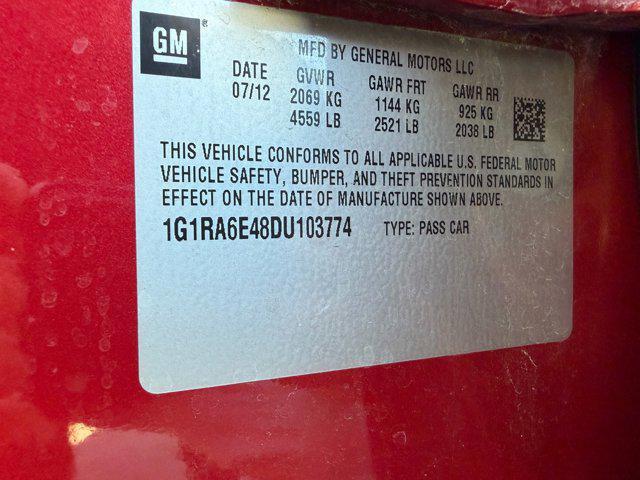 GM
MFD BY GENERAL MOTORS LLC
DATE GVWR GAWR FRT GAWR RR
07/12 2069 KG 1144 KG 925 KG
4559 LB 2521 LB 2038 LB
THIS VEHICLE CONFORMS TO ALL APPLICABLE U.S. FEDERAL MOTOR
VEHICLE SAFETY, BUMPER, AND THEFT PREVENTION STANDARDS IN
EFFECT ON THE DATE OF MANUFACTURE SHOWN ABOVE.
1G1RA6E48DU103774 TYPE: PASS CAR